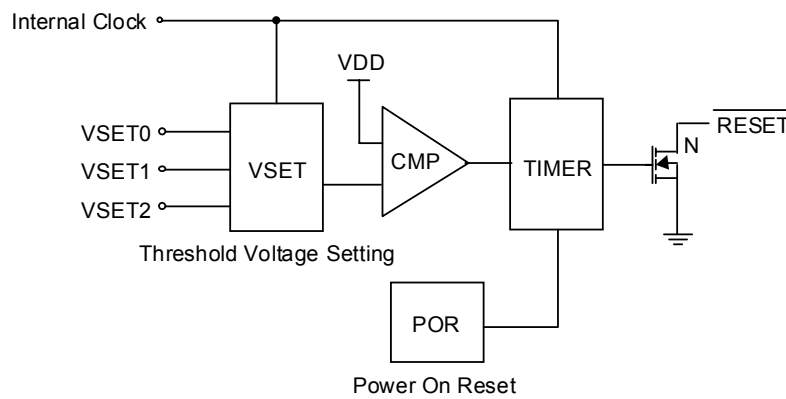 Internal Clock
VDD
RESET
VSET0
N
CMP
VSET1
VSET
TIMER
VSET2
Threshold Voltage Setting
POR
Power On Reset